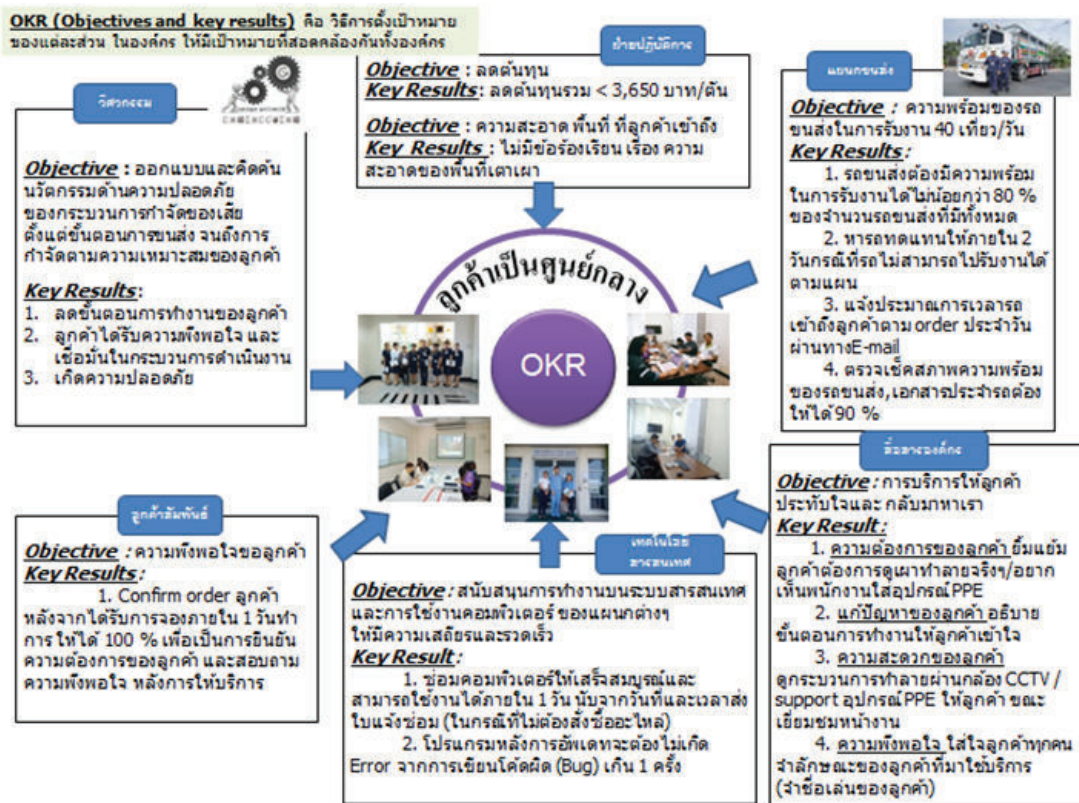 OKR (Objectives and key results) คือ วิธีการตั้งเป้าหมาย
ของแต่ละส่วน ในองค์กร ให้มีเป้าหมายที่สอดคล้องกันทั้งองค์กร
วิศวกรรม
Objective : ออกแบบและคิดค้น
นวัตกรรมด้านความปลอดภัย
ของกระบวนการกำจัดของเสีย
ตั้งแต่ขั้นตอนการขนส่ง จนถึงการ
กำจัดตามความเหมาะสมของลูกค้า
Key Results:
1. ลดขั้นตอนการทำงานของลูกค้า
2. ลูกค้าได้รับความพึงพอใจ และ
เชื่อมั่นในกระบวนการดำเนินงาน
3. เกิดความปลอดภัย
ฝ่ายปฏิบัติการ
Objective : ลดต้นทุน
Key Results: ลดต้นทุนรวม < 3,650 บาท/ตัน
Objective : ความสะอาด พื้นที่ ที่ลูกค้าเข้าถึง
Key Results : ไม่มีข้อร้องเรียน เรื่อง ความ
สะอาดของพื้นที่เตาเผา
แผนกขนส่ง
Objective : ความพร้อมของรถ
ขนส่งในการรับงาน 40 เที่ยว/วัน
Key Results :
1. รถขนส่งต้องมีความพร้อม
ในการรับงานได้ไม่น้อยกว่า 80 %
ของจำนวนรถขนส่งที่มีทั้งหมด
2. หารถทดแทนให้ภายใน 2
วันกรณีที่รถไม่สามารถไปรับงานได้
ตามแผน
3. แจ้งประมาณการเวลารถ
เข้าถึงลูกค้าตาม order ประจำวัน
ผ่านทางE-mail
4. ตรวจเช็คสภาพความพร้อม
ของรถขนส่ง,เอกสารประจำรถต้อง
ให้ได้ 90 %
ลูกค้าเป็นศูนย์กลาง
OKR
ลูกค้าสัมพันธ์
Objective : ความพึงพอใจขอลูกค้า
Key Results :
1. Confirm order ลูกค้า
หลังจากได้รับการจองภายใน 1 วันทำ
การ ให้ได้ 100 % เพื่อเป็นการยืนยัน
ความต้องการของลูกค้า และสอบถาม
ความพึงพอใจ หลังการให้บริการ
เทคโนโลยี
สารสนเทศ
Objective : สนับสนุนการทำงานบนระบบสารสนเทศ
และการใช้งานคอมพิวเตอร์ ของแผนกต่างๆ
ให้มีความเสถียรและรวดเร็ว
Key Result :
1. ซ่อมคอมพิวเตอร์ให้เสร็จสมบูรณ์และ
สามารถใช้งานได้ภายใน 1 วัน นับจากวันที่และเวลาส่ง
ใบแจ้งซ่อม (ในกรณีที่ไม่ต้องสั่งซื้ออะไหล่)
2. โปรแกรมหลังการอัพเดทจะต้องไม่เกิด
Error จากการเขียนโค้ดผิด (Bug) เกิน 1 ครั้ง
สื่อสารองค์กร
Objective : การบริการให้ลูกค้า
ประทับใจและ กลับมาหาเรา
Key Result :
1. ความต้องการของลูกค้า ยิ้มแย้ม
ลูกค้าต้องการดูเผาทำลายจริงๆ/อยาก
เห็นพนักงานใส่อุปกรณ์PPE
2. แก้ปัญหาของลูกค้า อธิบาย
ขั้นตอนการทำงานให้ลูกค้าเข้าใจ
3. ความสะดวกของลูกค้า
ดูกระบวนการทำลายผ่านกล้อง CCTV /
support อุปกรณ์ PPE ให้ลูกค้า ขณะ
เยี่ยมชมหน้างาน
4. ความพึงพอใจ ใส่ใจลูกค้าทุกคน
จำลักษณะของลูกค้าที่มาใช้บริการ
(จำชื่อเล่นของลูกค้า)